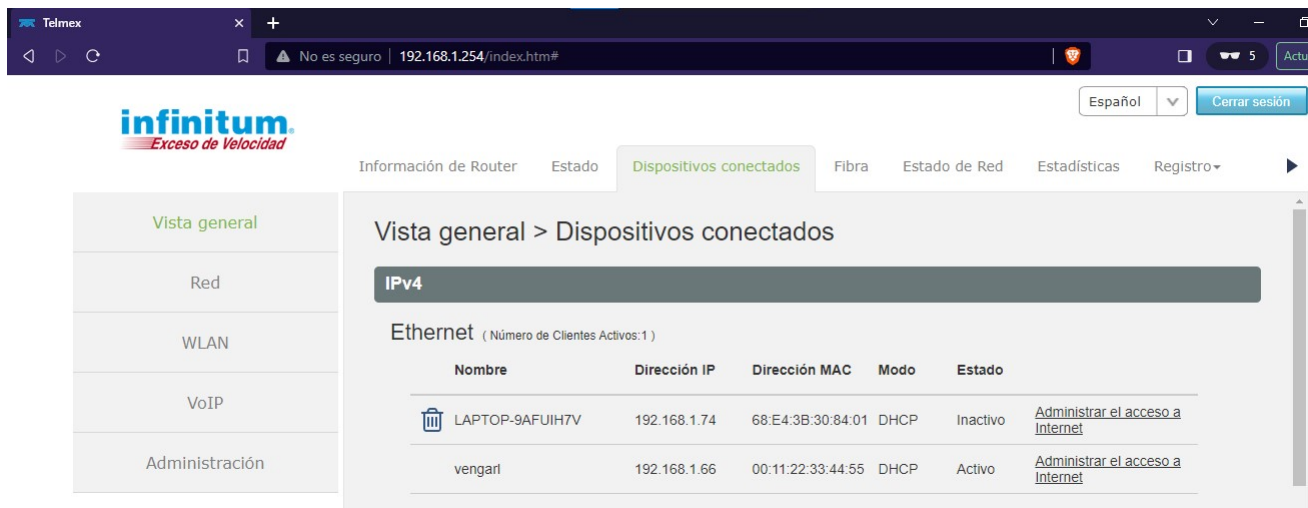 Telmex
No es seguro 192.168.1.254/index.htm# 5 Actu
Español Cerrar sesión
infinitum.
Exceso de Velocidad
Información de Router Estado Dispositivos conectados Fibra Estado de Red Estadísticas Registro
Vista general
Red
WLAN
VoIP
Administración
Vista general > Dispositivos conectados
IPv4
Ethernet ( Número de Clientes Activos:1 )
Nombre Dirección IP Dirección MAC Modo Estado
LAPTOP-9AFUIH7V 192.168.1.74 68:E4:3B:30:84:01 DHCP Inactivo Administrar el acceso a
Internet
vengarl 192.168.1.66 00:11:22:33:44:55 DHCP Activo Administrar el acceso a
Internet